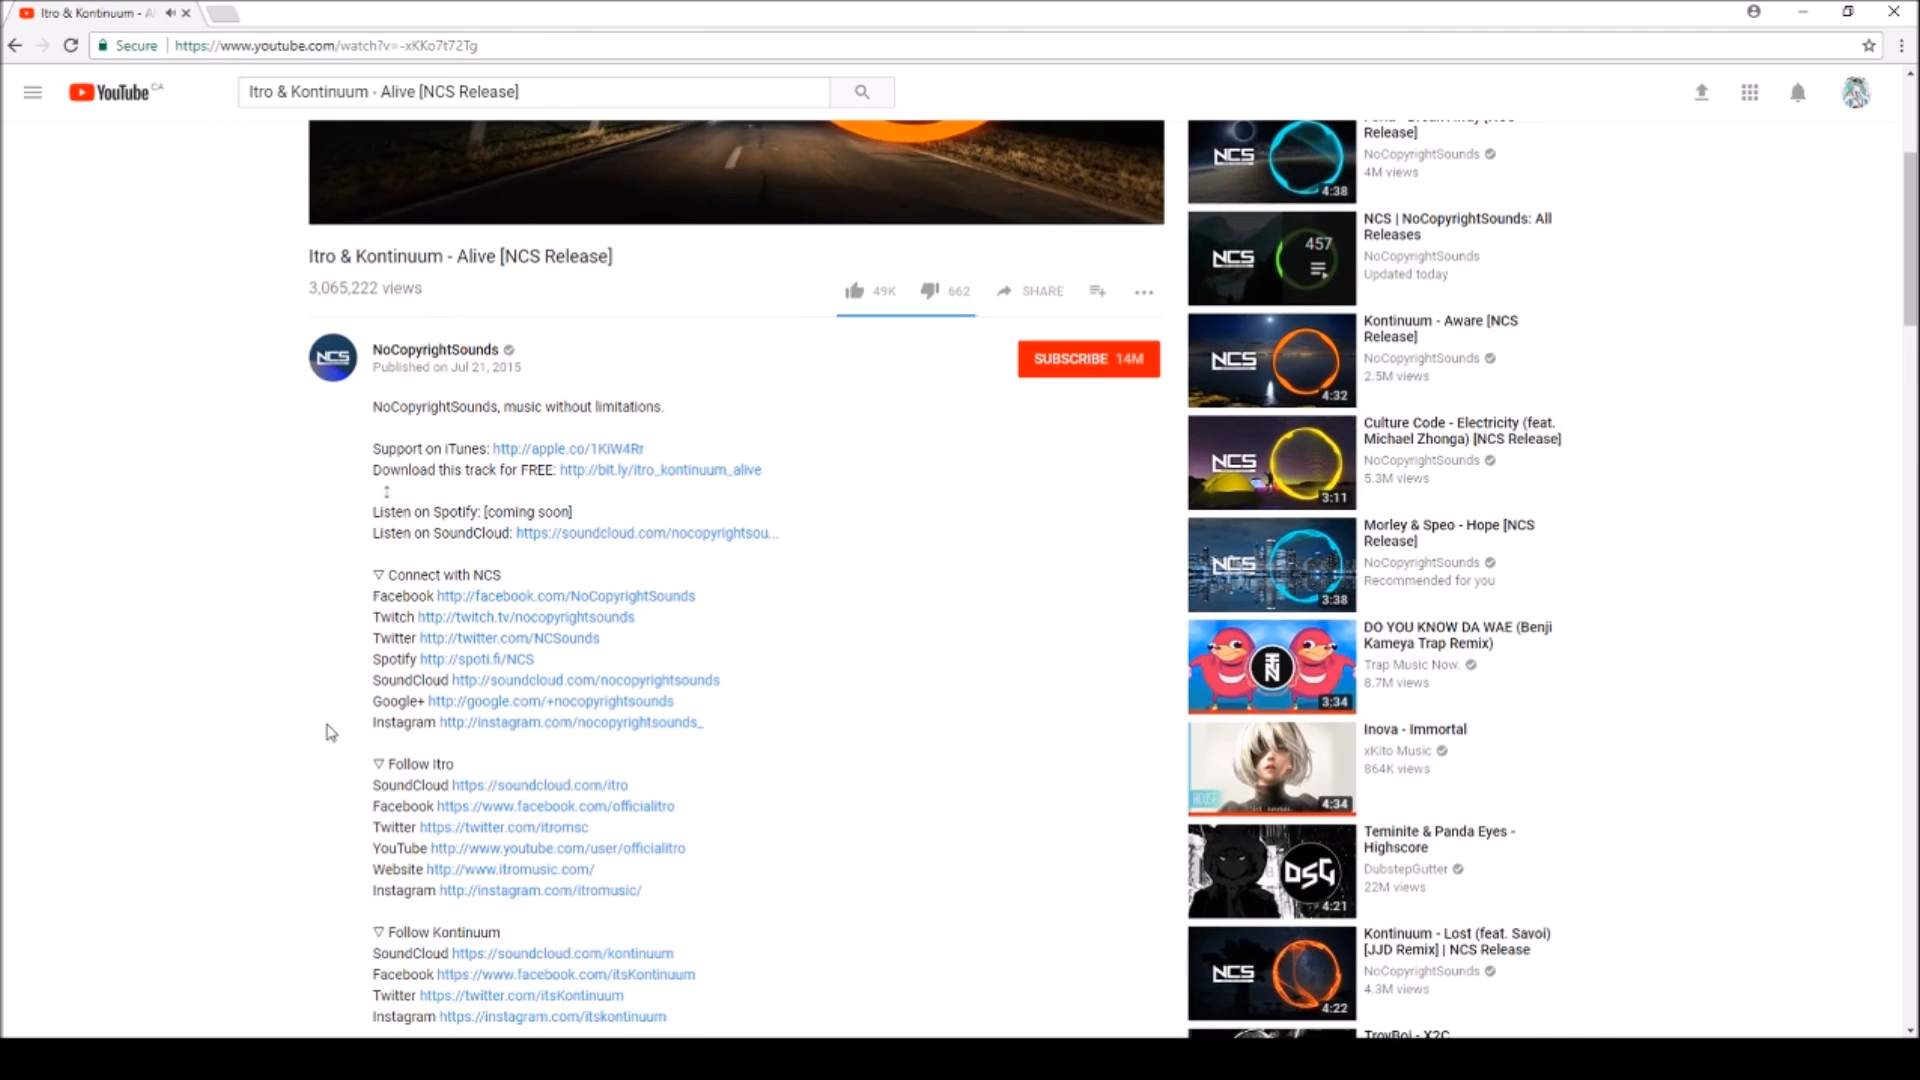 Itro & Kontinuum - Al
Secure
https://www.youtube.com/watch?v=-xKKo7t72Tg
YouTube CA
Itro & Kontinuum - Alive [NCS Release]
Itro & Kontinuum - Alive [NCS Release]
3,065,222 views
49K
662
SHARE
NCS
NoCopyrightSounds
Published on Jul 21, 2015
SUBSCRIBE 14M
NoCopyrightSounds, music without limitations.
Support on iTunes: http://apple.co/1KIW4Rr
Download this track for FREE: http://bit.ly/itro_kontinuum_alive
Listen on Spotify: [coming soon]
Listen on SoundCloud: https://soundcloud.com/nocopyrightsou...
▽ Connect with NCS
Facebook http://facebook.com/NoCopyrightSounds
Twitch http://twitch.tv/nocopyrightsounds
Twitter http://twitter.com/NCSounds
Spotify http://spoti.fi/NCS
SoundCloud http://soundcloud.com/nocopyrightsounds
Google+ http://google.com/+nocopyrightsounds
Instagram http://instagram.com/nocopyrightsounds_
▽ Follow Itro
SoundCloud https://soundcloud.com/itro
Facebook https://www.facebook.com/officialitro
Twitter https://twitter.com/itromsc
YouTube http://www.youtube.com/user/officialitro
Website http://www.itromusic.com/
Instagram http://instagram.com/itromusic/
▽ Follow Kontinuum
SoundCloud https://soundcloud.com/kontinuum
Facebook https://www.facebook.com/itsKontinuum
Twitter https://twitter.com/itsKontinuum
Instagram https://instagram.com/itskontinuum
NCS
4:38
Release]
NoCopyrightSounds
4M views
NCS
457
NCS | NoCopyrightSounds: All
Releases
NoCopyrightSounds
Updated today
NCS
4:32
Kontinuum - Aware [NCS
Release]
NoCopyrightSounds
2.5M views
NCS
3:11
Culture Code - Electricity (feat.
Michael Zhonga) [NCS Release]
NoCopyrightSounds
5.3M views
NCS
3:38
Morley & Speo - Hope [NCS
Release]
NoCopyrightSounds
Recommended for you
3:34
DO YOU KNOW DA WAE (Benji
Kameya Trap Remix)
Trap Music Now.
8.7M views
HOUSE
4:34
Inova - Immortal
xKito Music
864K views
DSG
4:21
Teminite & Panda Eyes -
Highscore
DubstepGutter
22M views
NCS
4:22
Kontinuum - Lost (feat. Savoi)
[JJD Remix] | NCS Release
NoCopyrightSounds
4.3M views
TroyBoi - X2C